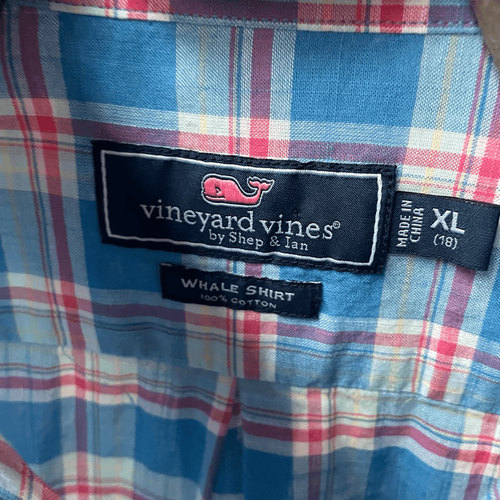 vineyard vines®
by Shep & Ian
MADE IN
CHINA
XL
(18)
WHALE SHIRT
100% COTTON